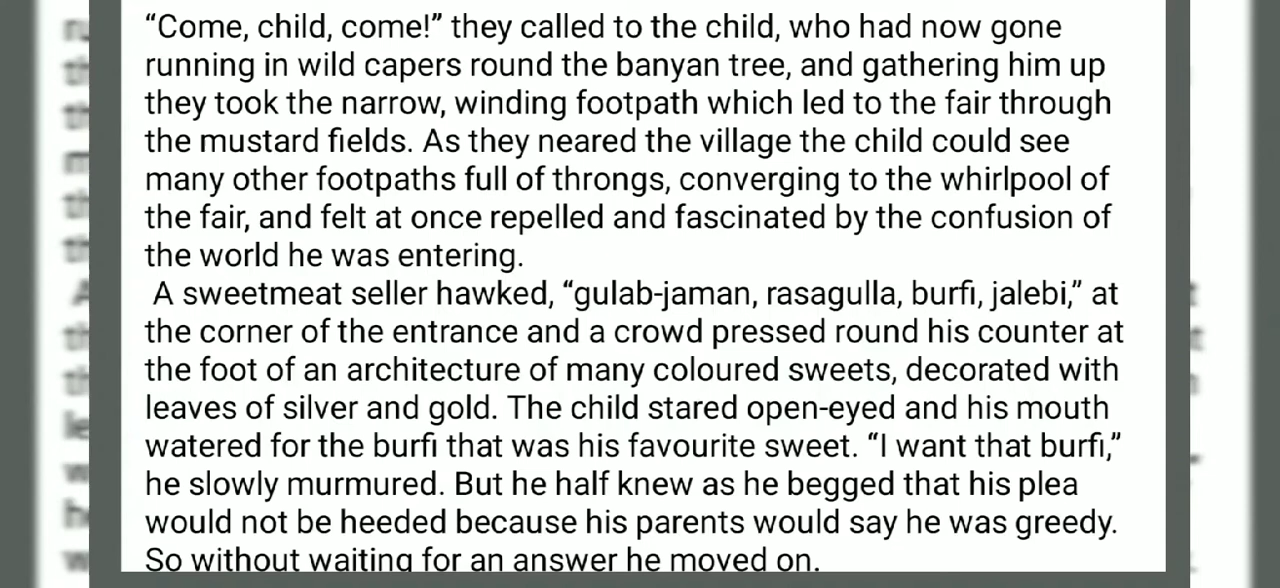 “Come, child, come!” they called to the child, who had now gone
running in wild capers round the banyan tree, and gathering him up
they took the narrow, winding footpath which led to the fair through
the mustard fields. As they neared the village the child could see
many other footpaths full of throngs, converging to the whirlpool of
the fair, and felt at once repelled and fascinated by the confusion of
the world he was entering.
A sweetmeat seller hawked, “gulab-jaman, rasagulla, burfi, jalebi,” at
the corner of the entrance and a crowd pressed round his counter at
the foot of an architecture of many coloured sweets, decorated with
leaves of silver and gold. The child stared open-eyed and his mouth
watered for the burfi that was his favourite sweet. “I want that burfi,”
he slowly murmured. But he half knew as he begged that his plea
would not be heeded because his parents would say he was greedy.
So without waiting for an answer he moved on.